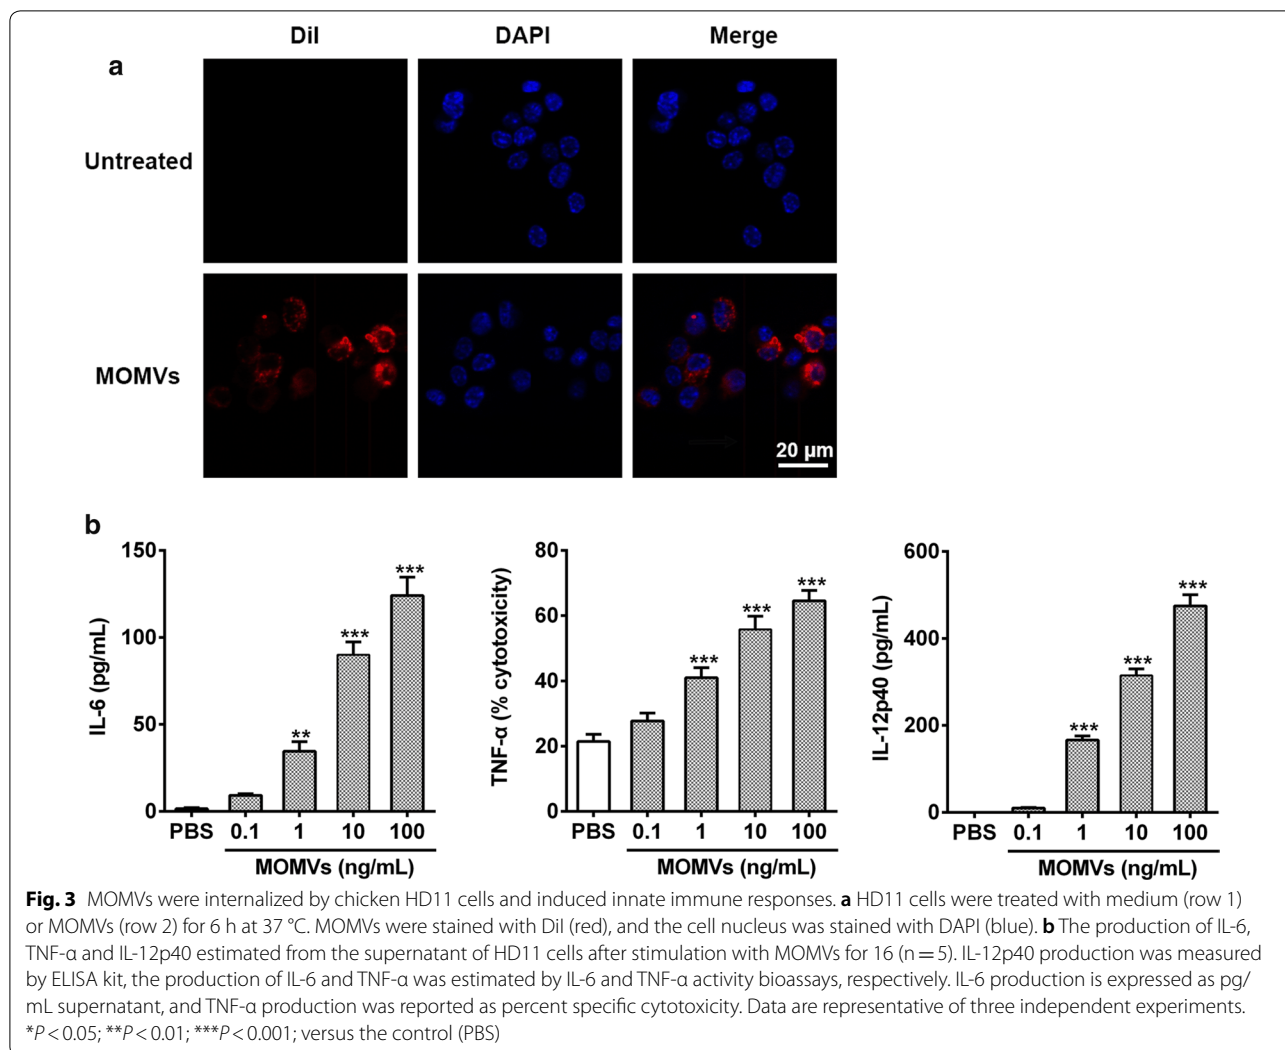 DiI DAPI Merge
a
Untreated
MOMVs
20 µm
b
IL-6 (pg/mL)
150
100
50
0
**
***
***
PBS 0.1 1 10 100
MOMVs (ng/mL)
TNF-α (% cytotoxicity)
80
60
40
20
0
***
***
***
PBS 0.1 1 10 100
MOMVs (ng/mL)
IL-12p40 (pg/mL)
600
400
200
0
***
***
***
PBS 0.1 1 10 100
MOMVs (ng/mL)
Fig. 3 MOMVs were internalized by chicken HD11 cells and induced innate immune responses. a HD11 cells were treated with medium (row 1)
or MOMVs (row 2) for 6 h at 37 °C. MOMVs were stained with DiI (red), and the cell nucleus was stained with DAPI (blue). b The production of IL-6,
TNF-α and IL-12p40 estimated from the supernatant of HD11 cells after stimulation with MOMVs for 16 (n = 5). IL-12p40 production was measured
by ELISA kit, the production of IL-6 and TNF-α was estimated by IL-6 and TNF-α activity bioassays, respectively. IL-6 production is expressed as pg/
mL supernatant, and TNF-α production was reported as percent specific cytotoxicity. Data are representative of three independent experiments.
*P < 0.05; **P < 0.01; ***P < 0.001; versus the control (PBS)